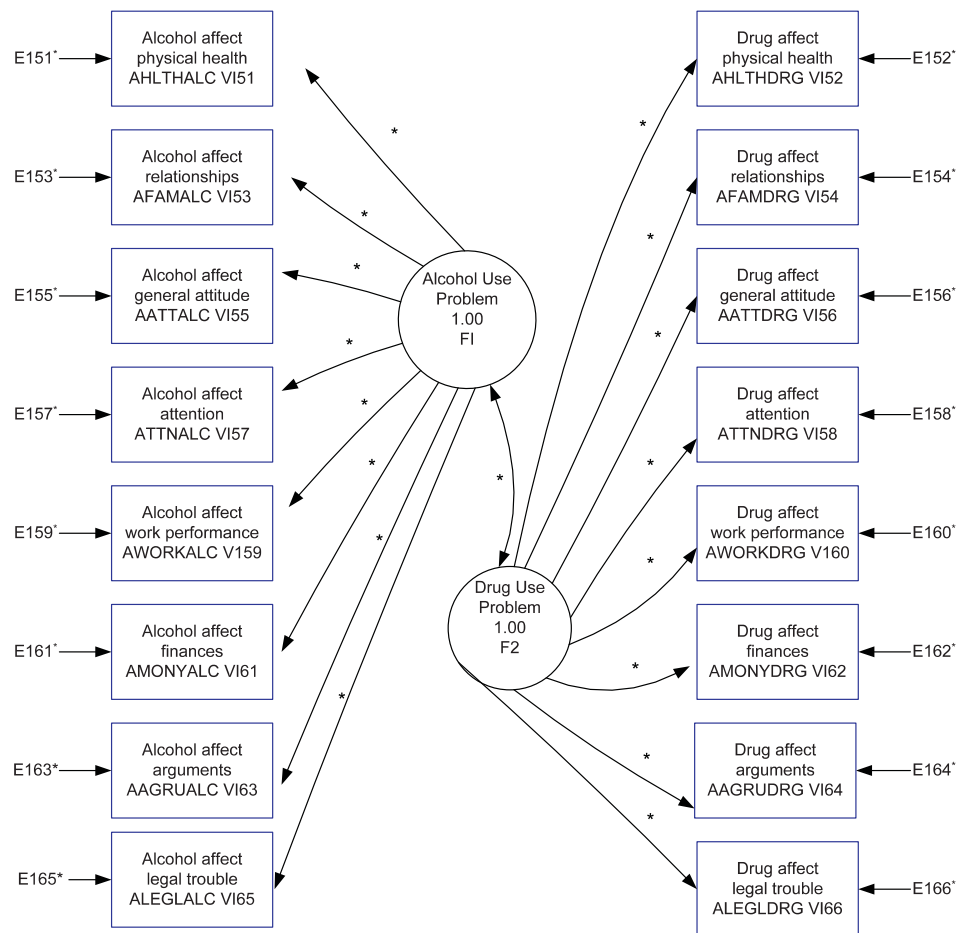 E151*
Alcohol affect
physical health
AHLTHALC VI51
E153*
Alcohol affect
relationships
AFAMALC VI53
E155*
Alcohol affect
general attitude
AATTALC VI55
E157*
Alcohol affect
attention
ATTNALC VI57
E159*
Alcohol affect
work performance
AWORKALC V159
E161*
Alcohol affect
finances
AMONYALC VI61
E163*
Alcohol affect
arguments
AAGRUALC VI63
E165*
Alcohol affect
legal trouble
ALEGLALC VI65
*
*
*
*
*
*
*
*
Alcohol Use
Problem
1.00
FI
*
Drug Use
Problem
1.00
F2
*
*
*
*
*
*
*
*
Drug affect
physical health
AHLTHDRG VI52
E152*
Drug affect
relationships
AFAMDRG VI54
E154*
Drug affect
general attitude
AATTDRG VI56
E156*
Drug affect
attention
ATTNDRG VI58
E158*
Drug affect
work performance
AWORKDRG V160
E160*
Drug affect
finances
AMONYDRG VI62
E162*
Drug affect
arguments
AAGRUDRG VI64
E164*
Drug affect
legal trouble
ALEGLDRG VI66
E166*